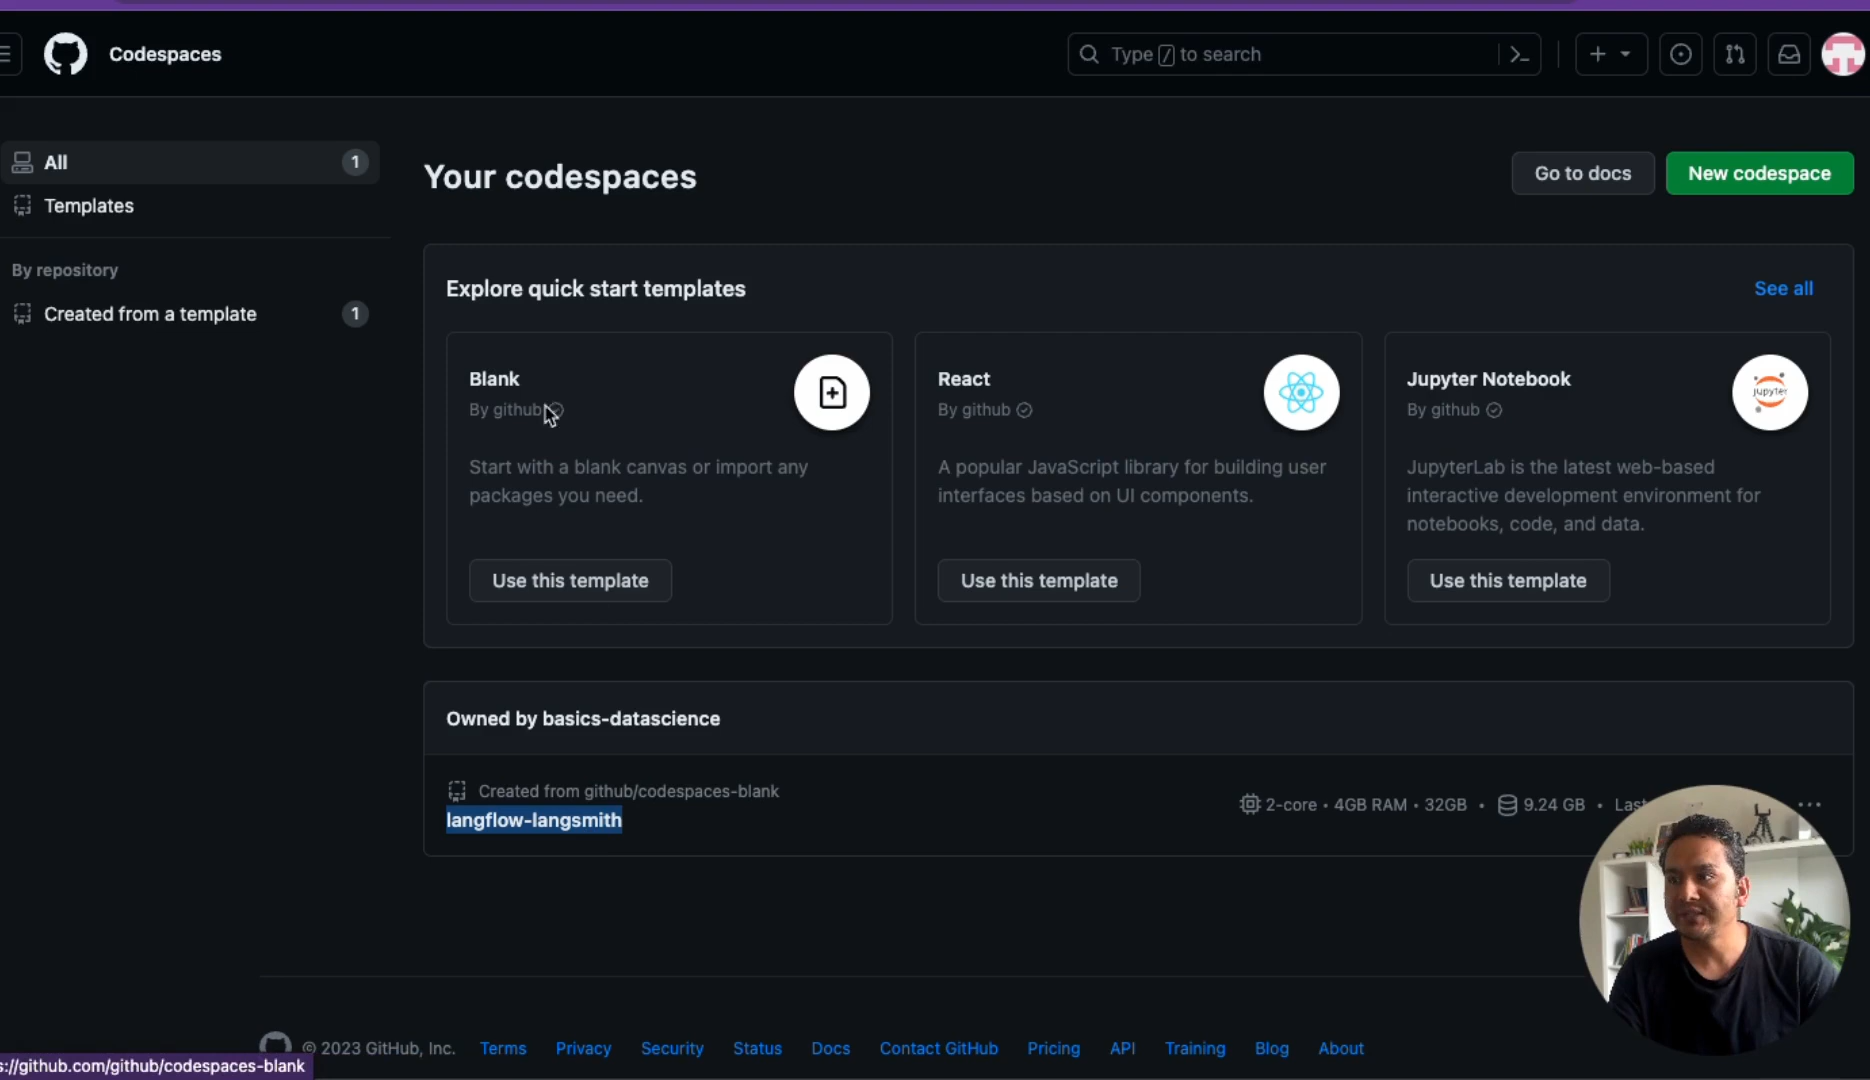 Codespaces
Type / to search
All 1
Templates
By repository
Created from a template 1
Your codespaces
Go to docs
New codespace
Explore quick start templates
See all
Blank
By github
Start with a blank canvas or import any
packages you need.
Use this template
React
By github
A popular JavaScript library for building user
interfaces based on UI components.
Use this template
Jupyter Notebook
By github
jupyter
JupyterLab is the latest web-based
interactive development environment for
notebooks, code, and data.
Use this template
Owned by basics-datascience
Created from github/codespaces-blank
langflow-langsmith
2-core • 4GB RAM • 32GB • 9.24 GB •
© 2023 GitHub, Inc. Terms Privacy Security Status Docs Contact GitHub Pricing API Training Blog About
s://github.com/github/codespaces-blank